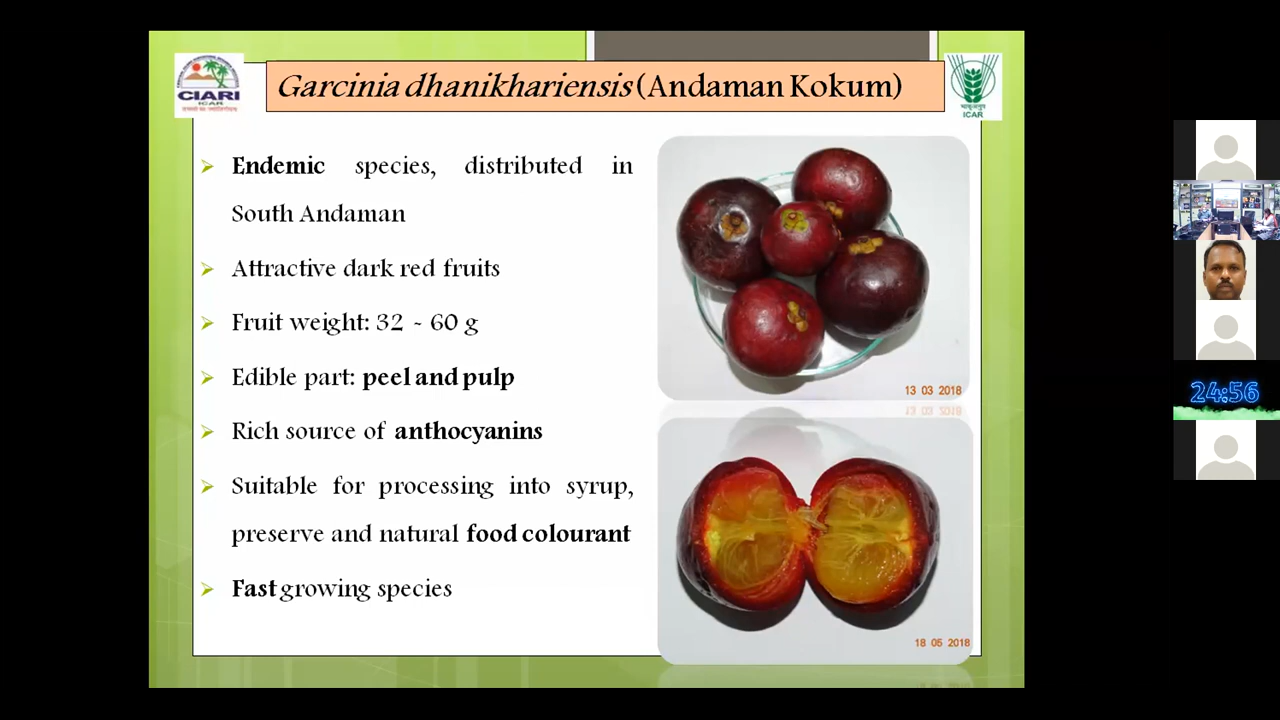 CIARI
ICAR
Garcinia dhanikhariensis (Andaman Kokum)
भाकृअनुप
ICAR
Endemic species, distributed in
South Andaman
Attractive dark red fruits
Fruit weight: 32 - 60 g
Edible part: peel and pulp
Rich source of anthocyanins
Suitable for processing into syrup,
preserve and natural food colourant
Fast growing species
13 03 2018
18 05 2018
24:56